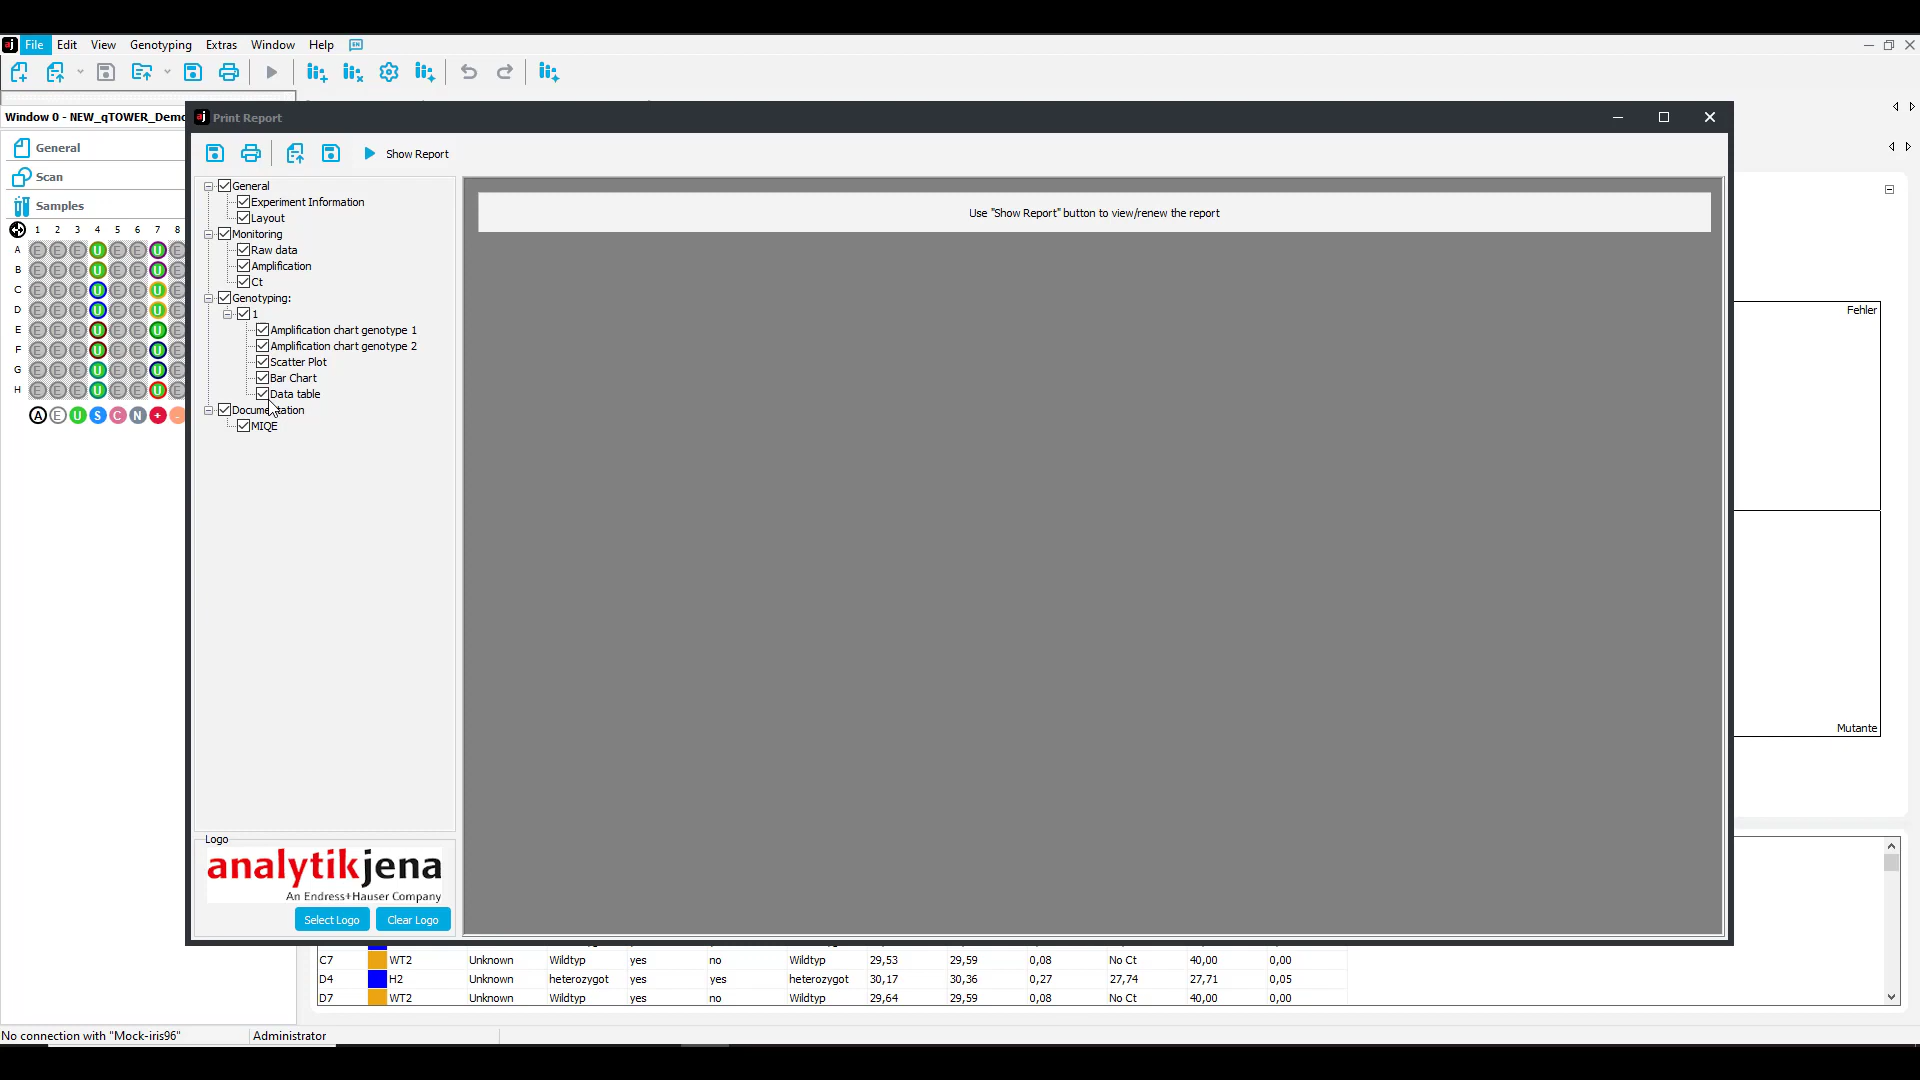 File Edit View Genotyping Extras Window Help EN
Print Report
Window 0 - NEW_qTOWER_Demo
Show Report
General
Scan
Samples
1 2 3 4 5 6 7 8
A E E E U E E U E
B E E E U E E U E
C E E E U E E U E
D E E E U E E U E
E E E E U E E U E
F E E E U E E U E
G E E E U E E U E
H E E E U E E U E
A E U S C N + -
General
Experiment Information
Layout
Monitoring
Raw data
Amplification
Ct
Genotyping:
1
Amplification chart genotype 1
Amplification chart genotype 2
Scatter Plot
Bar Chart
Data table
Documentation
MIQE
Use "Show Report" button to view/renew the report
Fehler
Mutante
Logo
analytikjena
An Endress+Hauser Company
Select Logo Clear Logo
C7 WT2 Unknown Wildtyp yes no Wildtyp 29,53 29,59 0,08 No Ct 40,00 0,00
D4 H2 Unknown heterozygot yes yes heterozygot 30,17 30,36 0,27 27,74 27,71 0,05
D7 WT2 Unknown Wildtyp yes no Wildtyp 29,64 29,59 0,08 No Ct 40,00 0,00
No connection with "Mock-iris96" Administrator